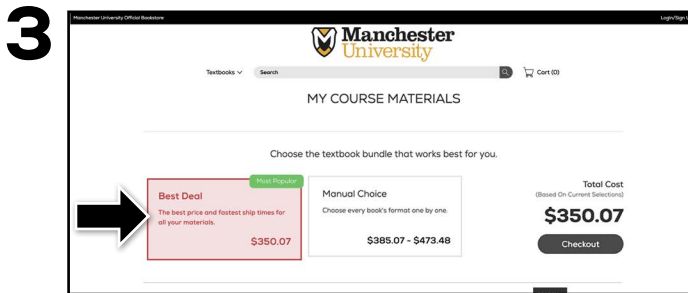 3
Manchester University Official Bookstore
Login/Sign U
Manchester
University
Textbooks
Search
Cart (0)
MY COURSE MATERIALS
Choose the textbook bundle that works best for you.
Most Popular
Best Deal
The best price and fastest ship times for
all your materials.
$350.07
Manual Choice
Choose every book's format one by one.
$385.07 - $473.48
Total Cost
(Based On Current Selections)
$350.07
Checkout